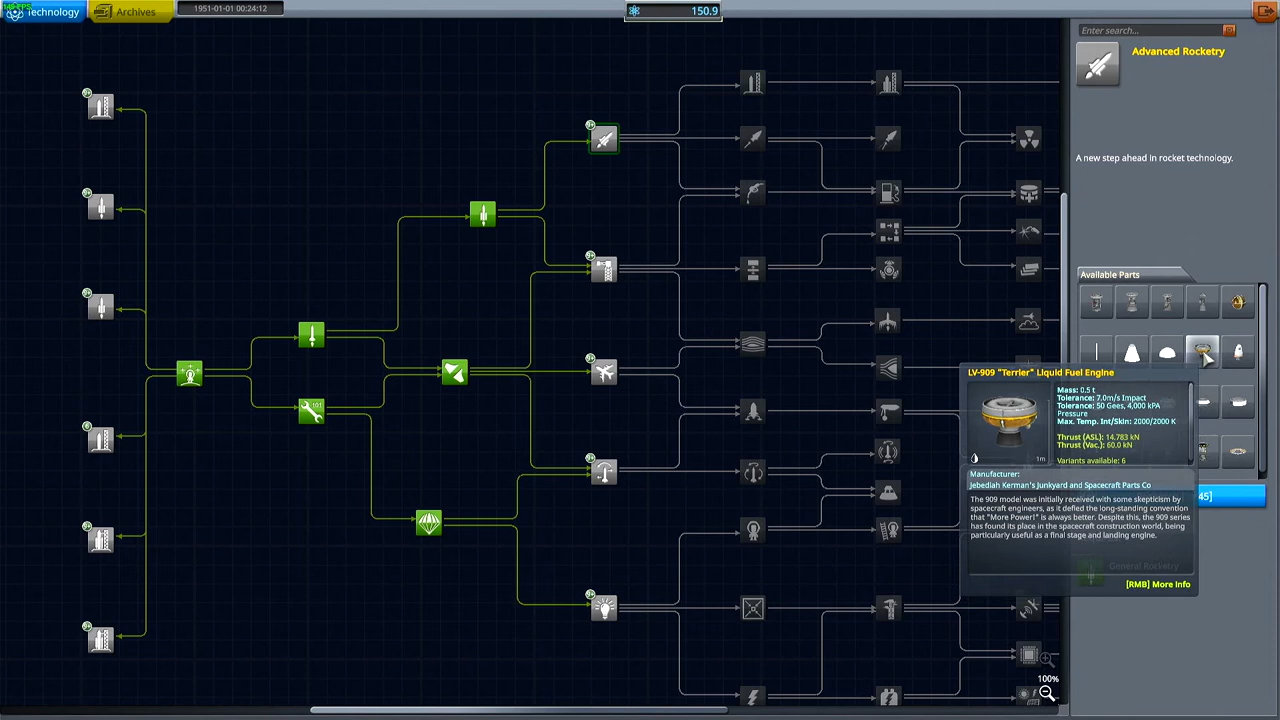 Technology
Archives
1951-01-01 00:24:12
150.9
Enter search...
Advanced Rocketry
A new step ahead in rocket technology.
Available Parts
LV-909 "Terrier" Liquid Fuel Engine
Mass: 0.5 t
Tolerance: 7.0m/s Impact
Tolerance: 50 Gees, 4,000 kPA
Pressure
Max. Temp. Int/Skin: 2000/2000 K
Thrust (ASL): 14.783 kN
Thrust (Vac.): 60.0 kN
Variants available: 6
1m
Manufacturer:
Jebediah Kerman's Junkyard and Spacecraft Parts Co
The 909 model was initially received with some skepticism by
spacecraft engineers, as it defied the long-standing convention
that "More Power!" is always better. Despite this, the 909 series
has found its place in the spacecraft construction world, being
particularly useful as a final stage and landing engine.
[RMB] More Info
45]
General Rocketry
101
100%